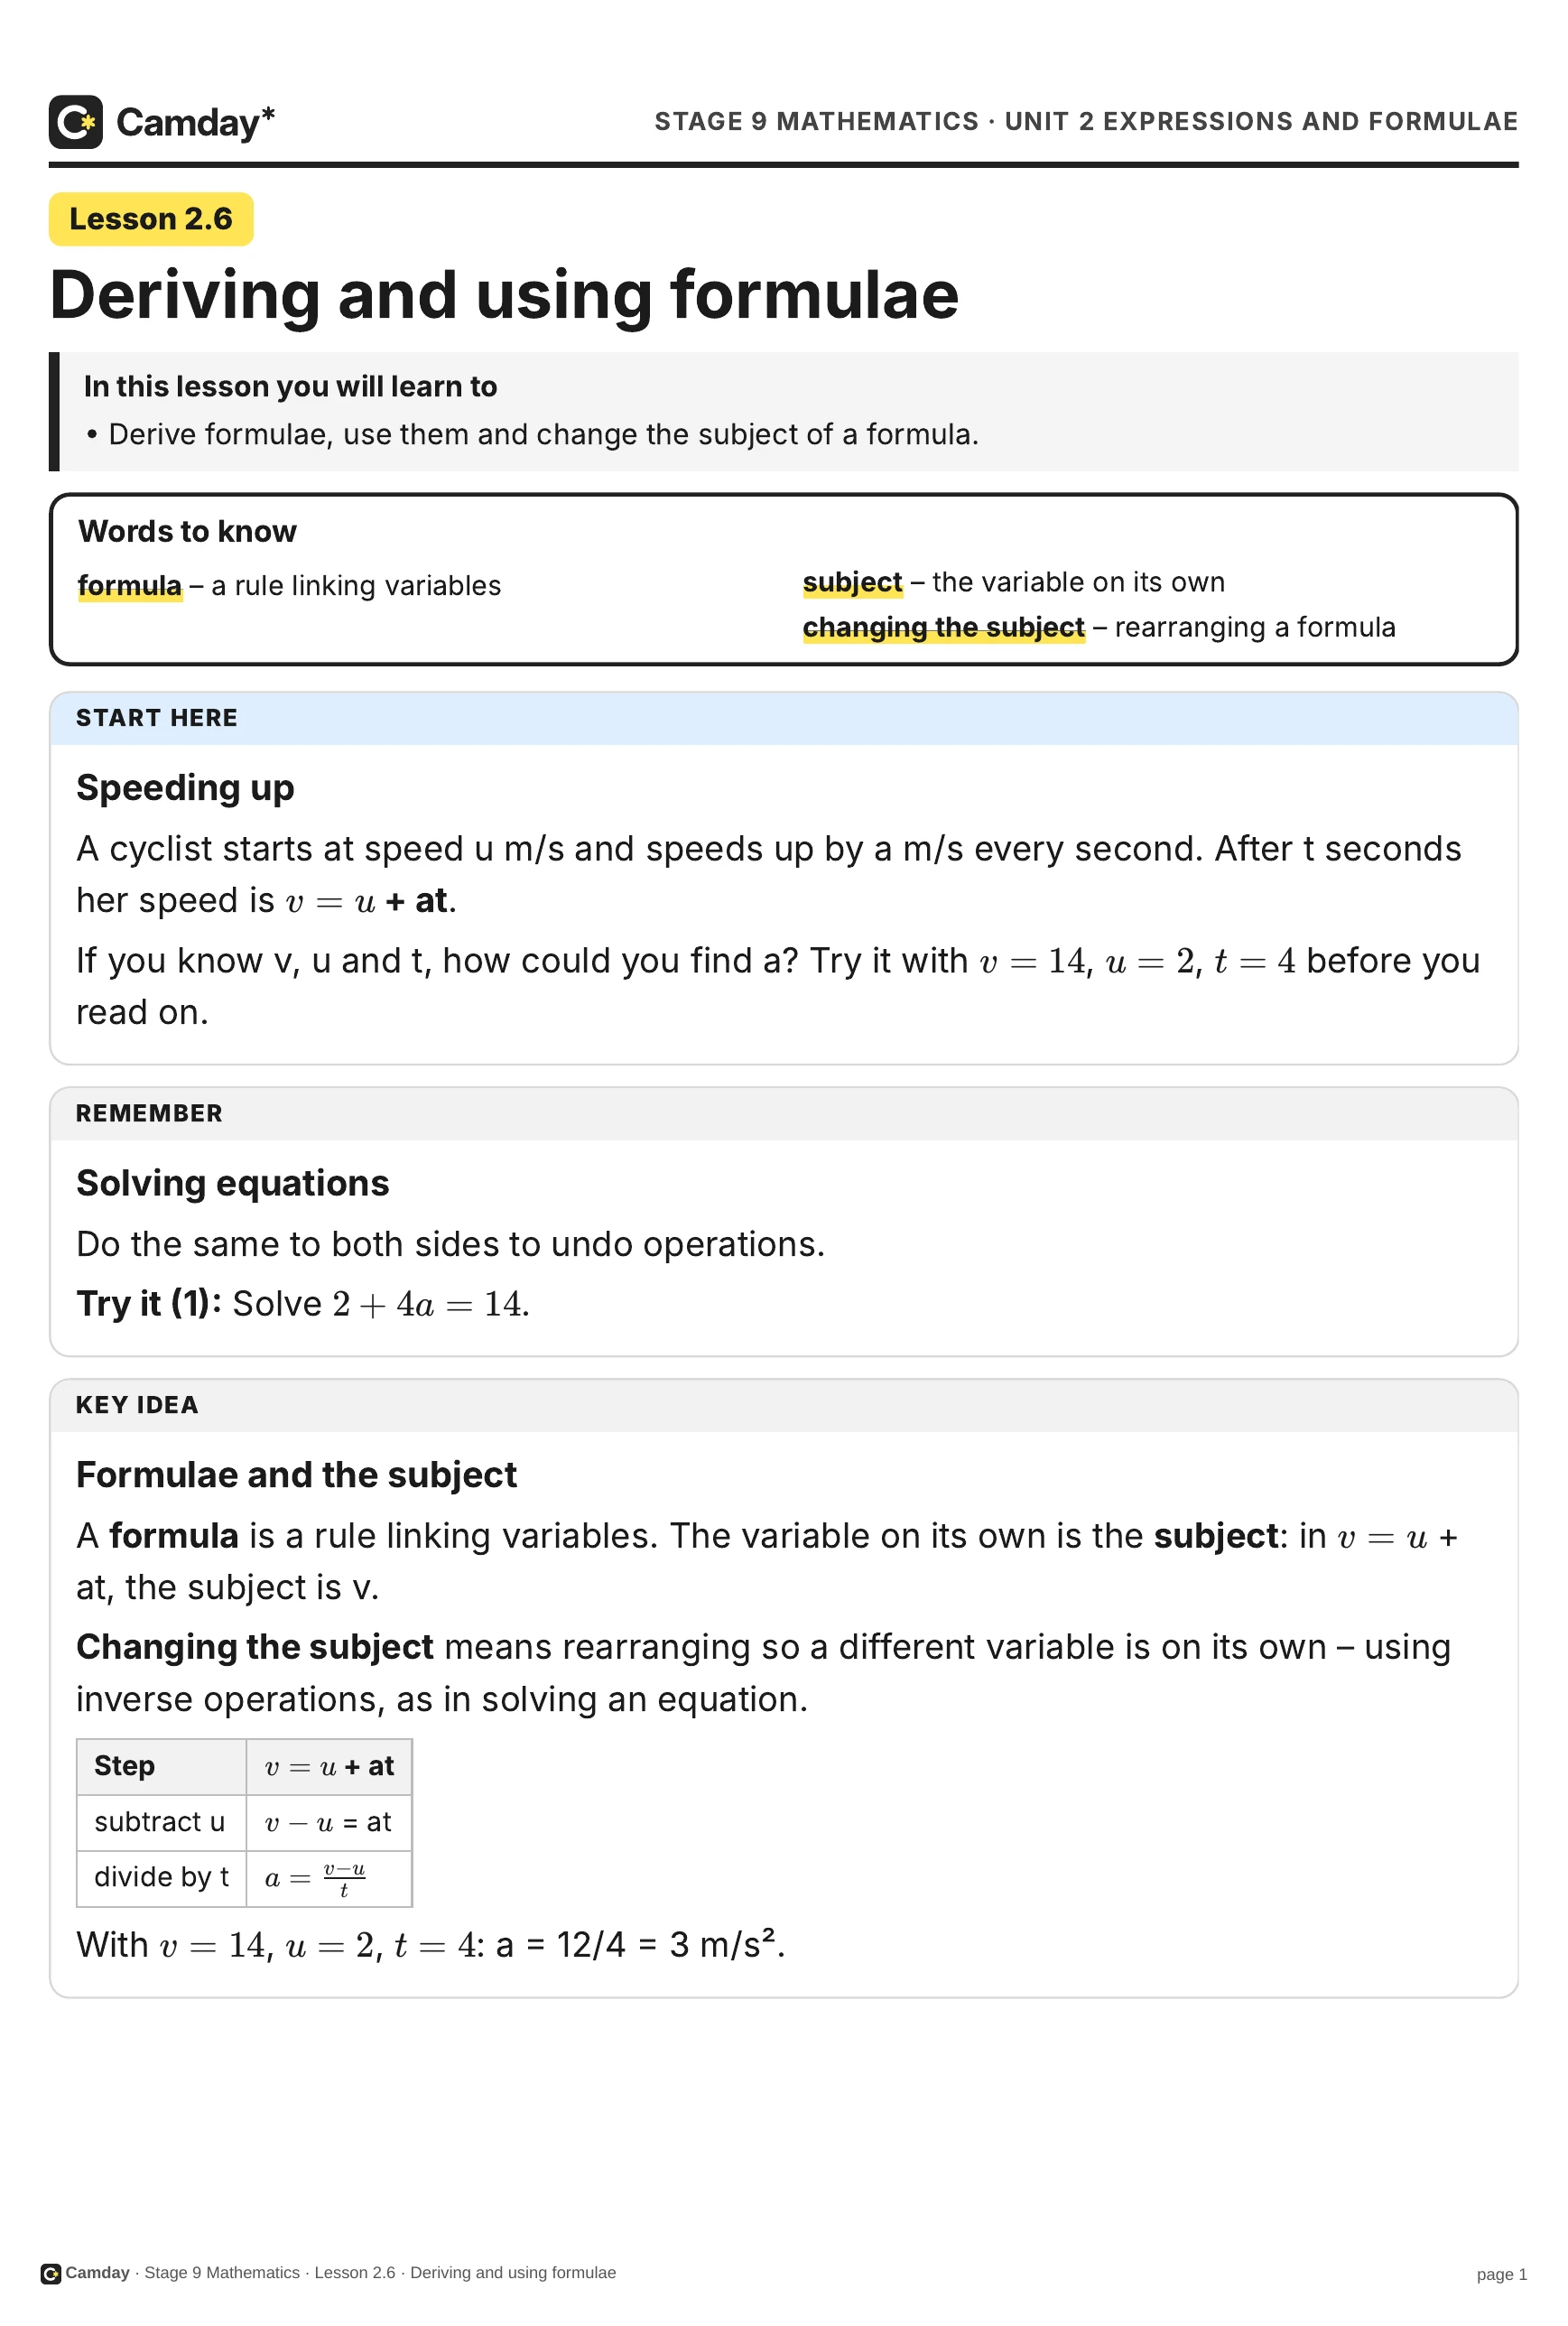 Camday*
STAGE 9 MATHEMATICS · UNIT 2 EXPRESSIONS AND FORMULAE
Lesson 2.6
Deriving and using formulae
In this lesson you will learn to
• Derive formulae, use them and change the subject of a formula.
Words to know
formula – a rule linking variables
subject – the variable on its own
changing the subject – rearranging a formula
START HERE
Speeding up
A cyclist starts at speed u m/s and speeds up by a m/s every second. After t seconds
her speed is v = u + at.
If you know v, u and t, how could you find a? Try it with v = 14, u = 2, t = 4 before you
read on.
REMEMBER
Solving equations
Do the same to both sides to undo operations.
Try it (1): Solve 2 + 4a = 14.
KEY IDEA
Formulae and the subject
A formula is a rule linking variables. The variable on its own is the subject: in v = u +
at, the subject is v.
Changing the subject means rearranging so a different variable is on its own – using
inverse operations, as in solving an equation.
Step v = u + at
subtract u v − u = at
divide by t a = (v−u)/t
With v = 14, u = 2, t = 4: a = 12/4 = 3 m/s².
Camday · Stage 9 Mathematics · Lesson 2.6 · Deriving and using formulae
page 1